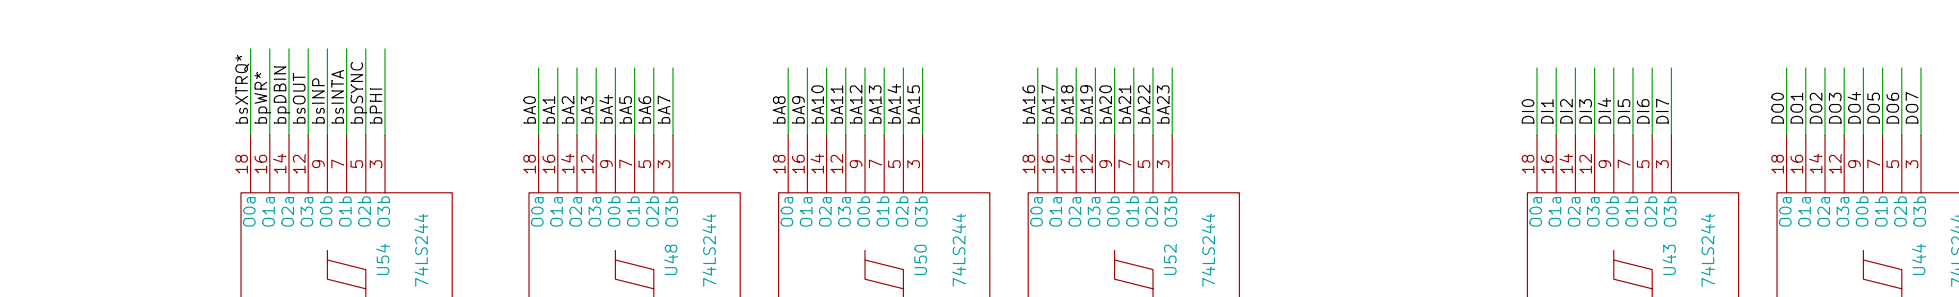 bsXTRQ* bpWR* bpDBIN bsOUT bsINP bsINTA bpSYNC bPHI
18 16 14 12 9 7 5 3
O0a O1a O2a O3a O0b O1b O2b O3b
U54
74LS244
bA0 bA1 bA2 bA3 bA4 bA5 bA6 bA7
18 16 14 12 9 7 5 3
O0a O1a O2a O3a O0b O1b O2b O3b
U48
74LS244
bA8 bA9 bA10 bA11 bA12 bA13 bA14 bA15
18 16 14 12 9 7 5 3
O0a O1a O2a O3a O0b O1b O2b O3b
U50
74LS244
bA16 bA17 bA18 bA19 bA20 bA21 bA22 bA23
18 16 14 12 9 7 5 3
O0a O1a O2a O3a O0b O1b O2b O3b
U52
74LS244
DI0 DI1 DI2 DI3 DI4 DI5 DI6 DI7
18 16 14 12 9 7 5 3
O0a O1a O2a O3a O0b O1b O2b O3b
U43
74LS244
DO0 DO1 DO2 DO3 DO4 DO5 DO6 DO7
18 16 14 12 9 7 5 3
O0a O1a O2a O3a O0b O1b O2b O3b
U44